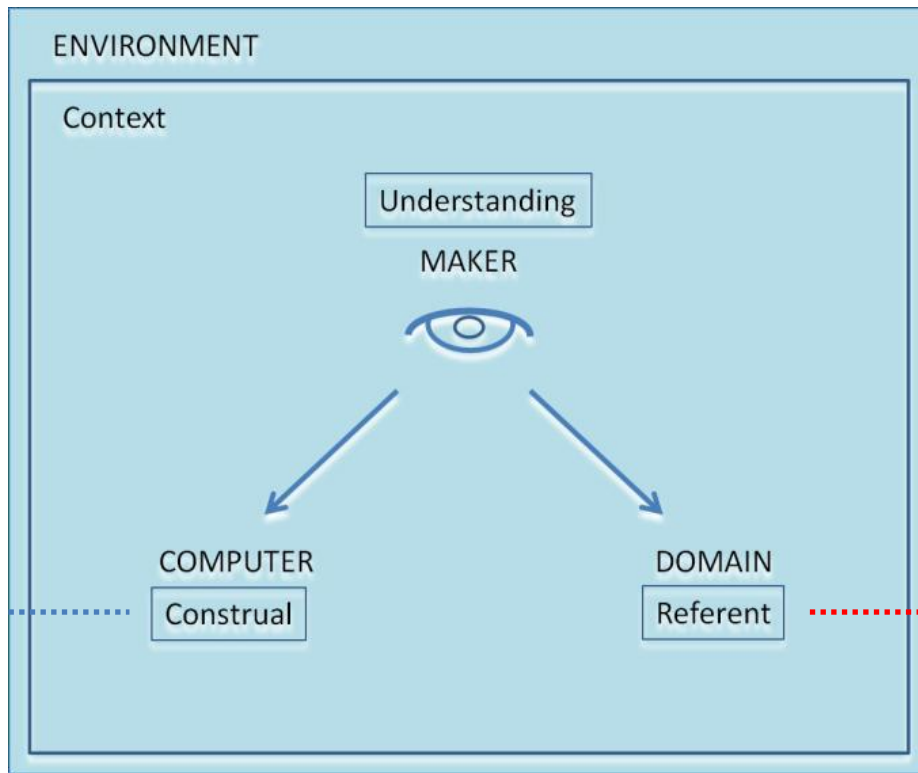 ENVIRONMENT
Context
Understanding
MAKER
COMPUTER
DOMAIN
Construal
Referent